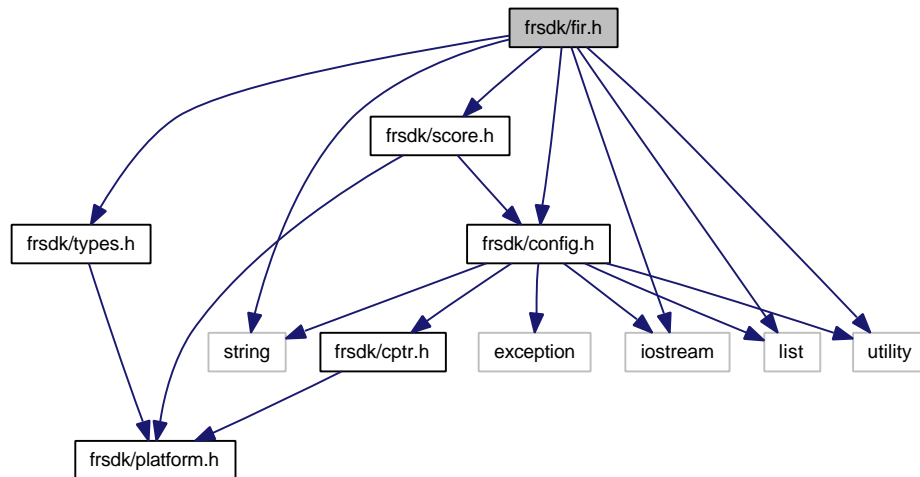 frsdk/fir.h
frsdk/score.h
frsdk/types.h
frsdk/config.h
string
frsdk/cptr.h
exception
iostream
list
utility
frsdk/platform.h